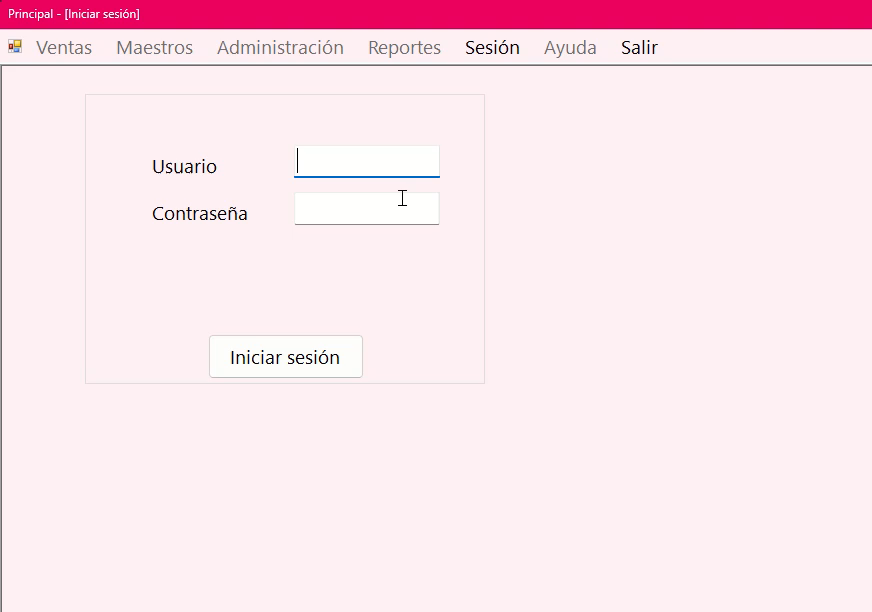 Principal - [Iniciar sesión]
Ventas Maestros Administración Reportes Sesión Ayuda Salir
Usuario
Contraseña
Iniciar sesión